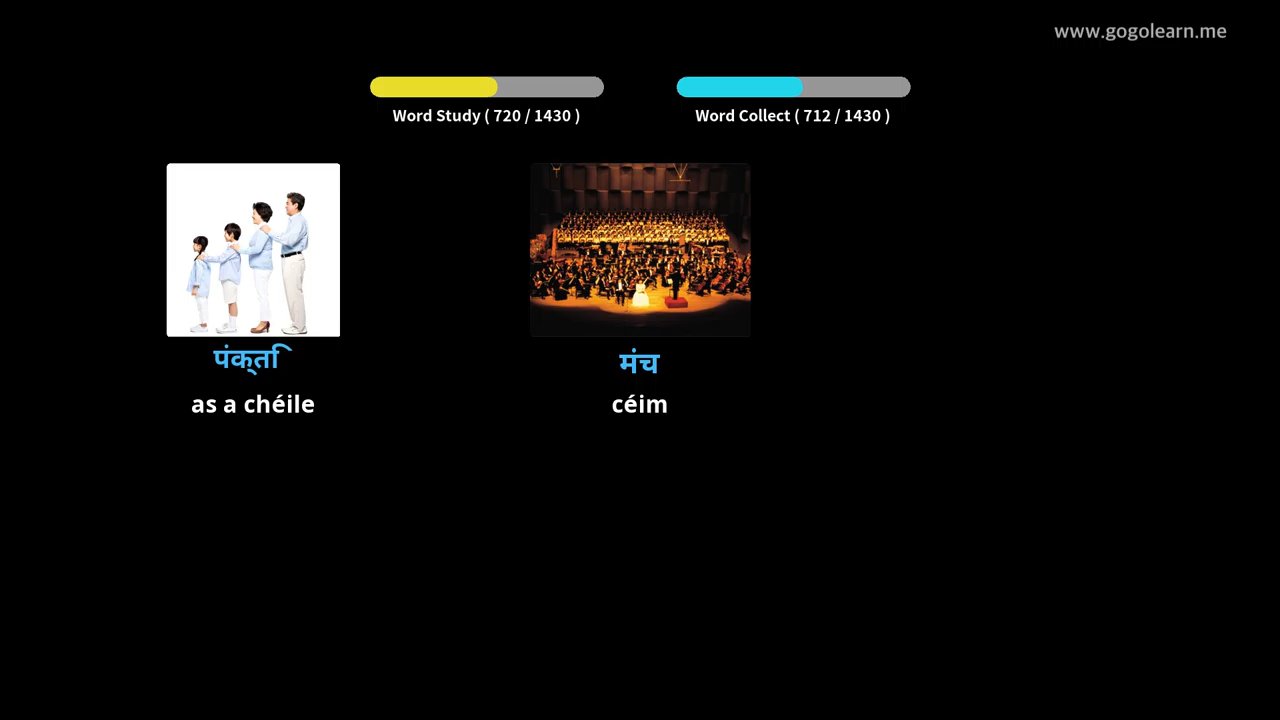 www.gogolearn.me
Word Study ( 720 / 1430 )
Word Collect ( 712 / 1430 )
पंक्ति
मंच
as a chéile
céim